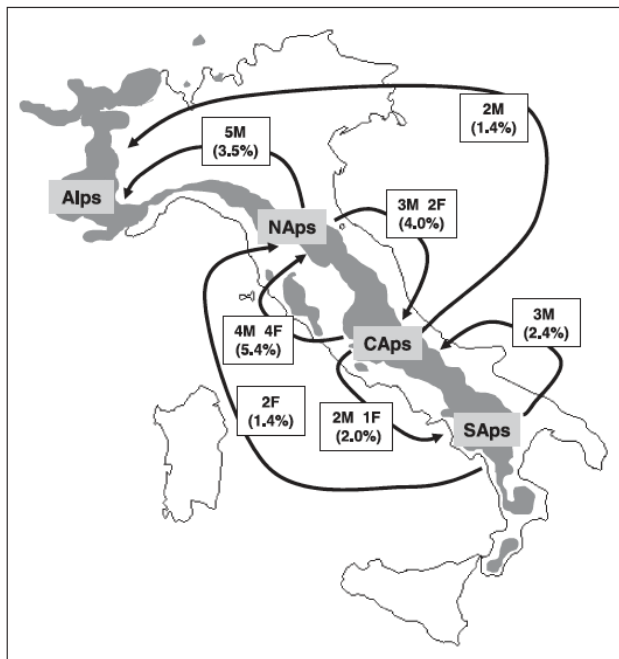 2M
(1.4%)
5M
(3.5%)
Alps
NAps
3M 2F
(4.0%)
4M 4F
(5.4%)
CAps
3M
(2.4%)
2F
(1.4%)
2M 1F
(2.0%)
SAps